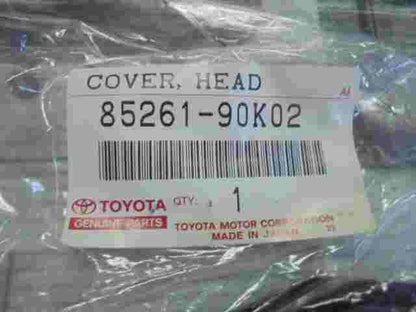 COVER, HEAD
85261-90K02
TOYOTA QTY. 1
GENUINE PARTS
TOYOTA MOTOR CORPORATION
MADE IN JAPAN